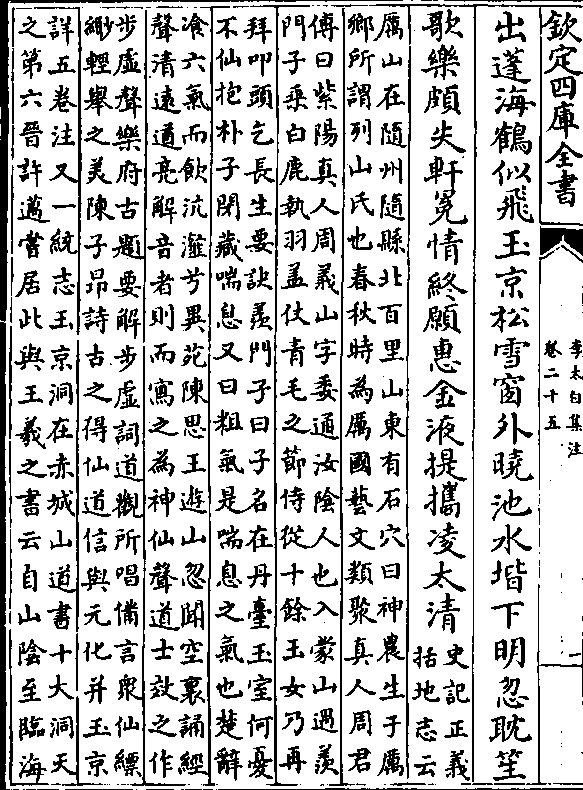 欽定四庫全書
李太白集注
卷二十五
一
出蓬海鶴似飛玉京松雪窗外曉池水堦下明忽耽笙
歌樂頗失軒冕情終願惠金液提攜凌太清
史記正義
括地志云
厲山在隨州隨縣北百里山東有石穴曰神農生于厲
鄉所謂列山氏也春秋時為厲國藝文類聚真人周君
傳曰紫陽真人周義山字委通汝陰人也入蒙山遇羨
門子乗白鹿執羽蓋仗青毛之節侍從十餘玉女乃再
拜叩頭乞長生要訣羨門子曰子名在丹臺玉室何憂
不仙抱朴子閉藏喘息又曰粗氣是喘息之氣也楚辭
飡六氣而飲沆瀣兮異苑陳思王遊山忽聞空裏誦經
聲清遠遒亮解音者則而寫之為神仙聲道士效之作
步虛聲樂府古題要解步虛詞道觀所唱備言衆仙縹
緲輕舉之美陳子昂詩古之得仙道信與元化并玉京
詳五卷注又一統志玉京洞在赤城山道書十大洞天
之第六晉許邁嘗居此與王羲之書云自山陰至臨海